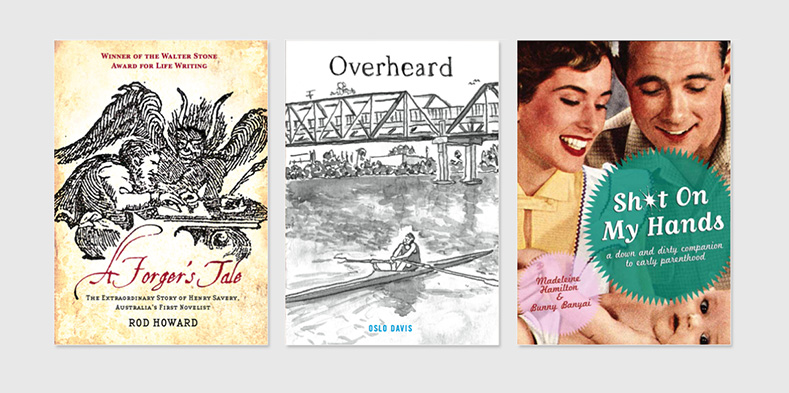 WINNER OF THE WALTER STONE
AWARD FOR LIFE WRITING
A Forger's Tale
THE EXTRAORDINARY STORY OF HENRY SAVERY,
AUSTRALIA'S FIRST NOVELIST
ROD HOWARD
Overheard
OSLO DAVIS
Sh*t On
My Hands
a down and dirty companion
to early parenthood
Madeleine
Hamilton
&
Bunny Banyai